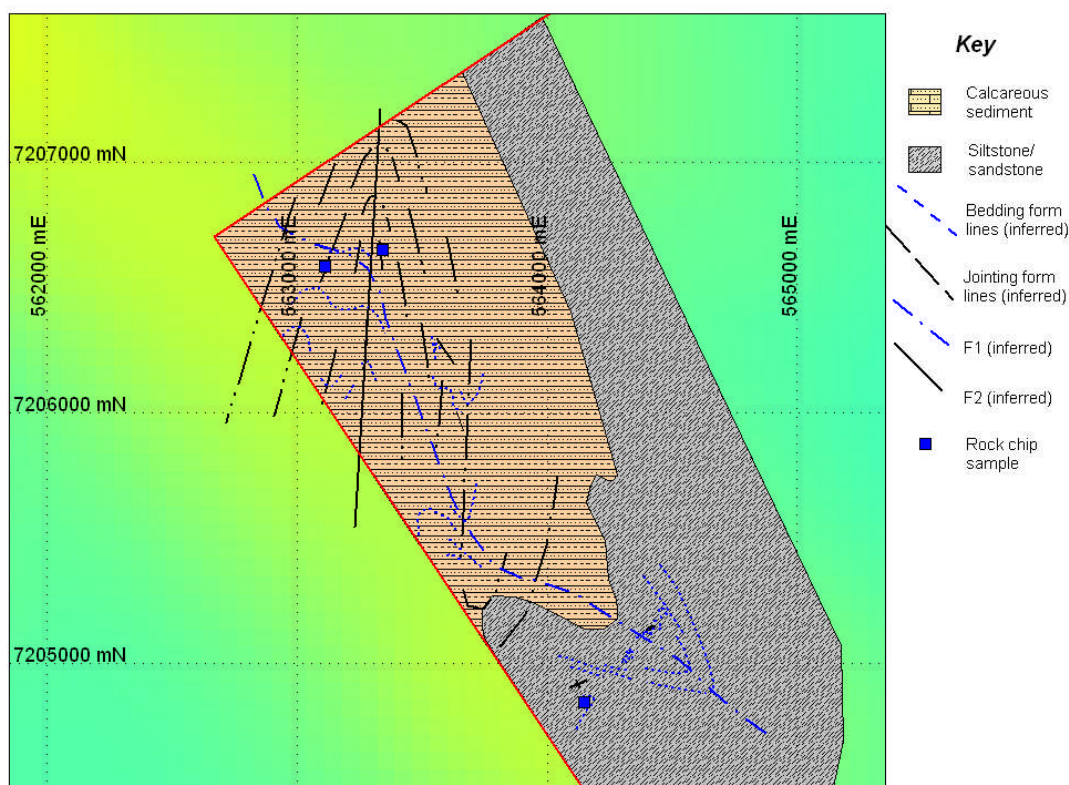 7207000 mN
7206000 mN
7205000 mN
562000 mE
563000 mE
564000 mE
565000 mE
Key
Calcareous
sediment
Siltstone/
sandstone
Bedding form
lines (inferred)
Jointing form
lines (inferred)
F1 (inferred)
F2 (inferred)
Rock chip
sample